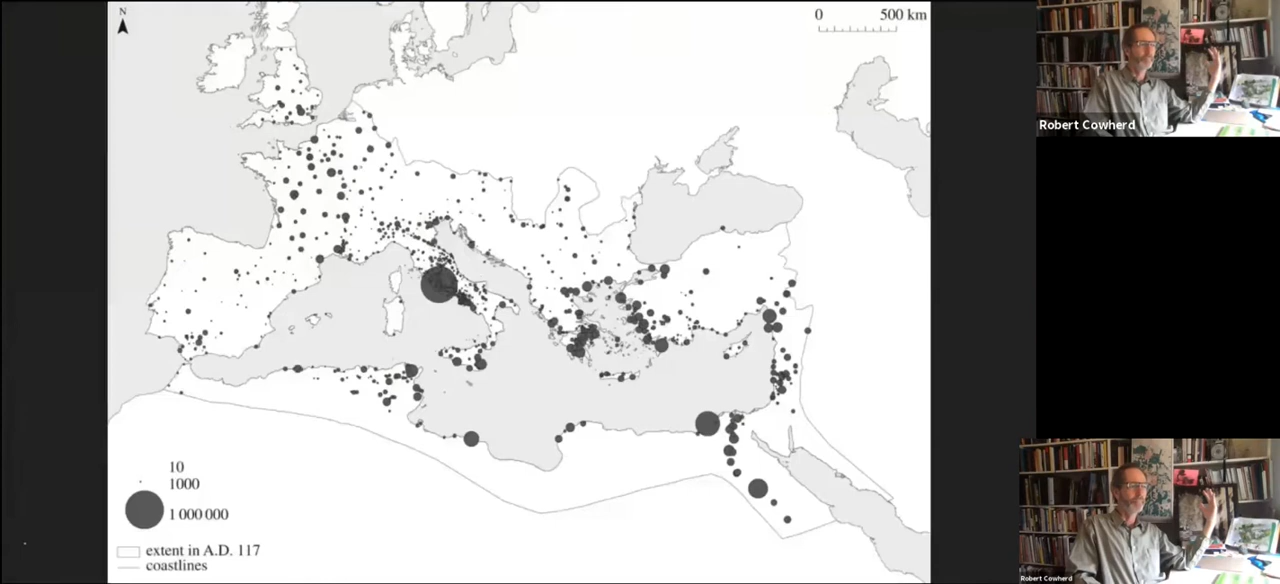 N
0 500 km
10
1000
1 000 000
extent in A.D. 117
coastlines
Robert Cowherd
Robert Cowherd